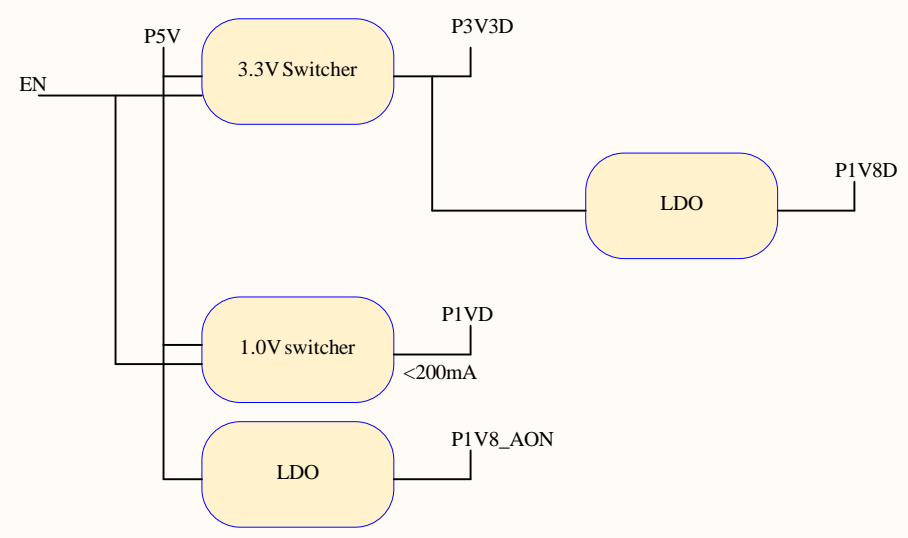 P5V
P3V3D
3.3V Switcher
EN
P1V8D
LDO
P1VD
1.0V switcher
<200mA
P1V8_AON
LDO